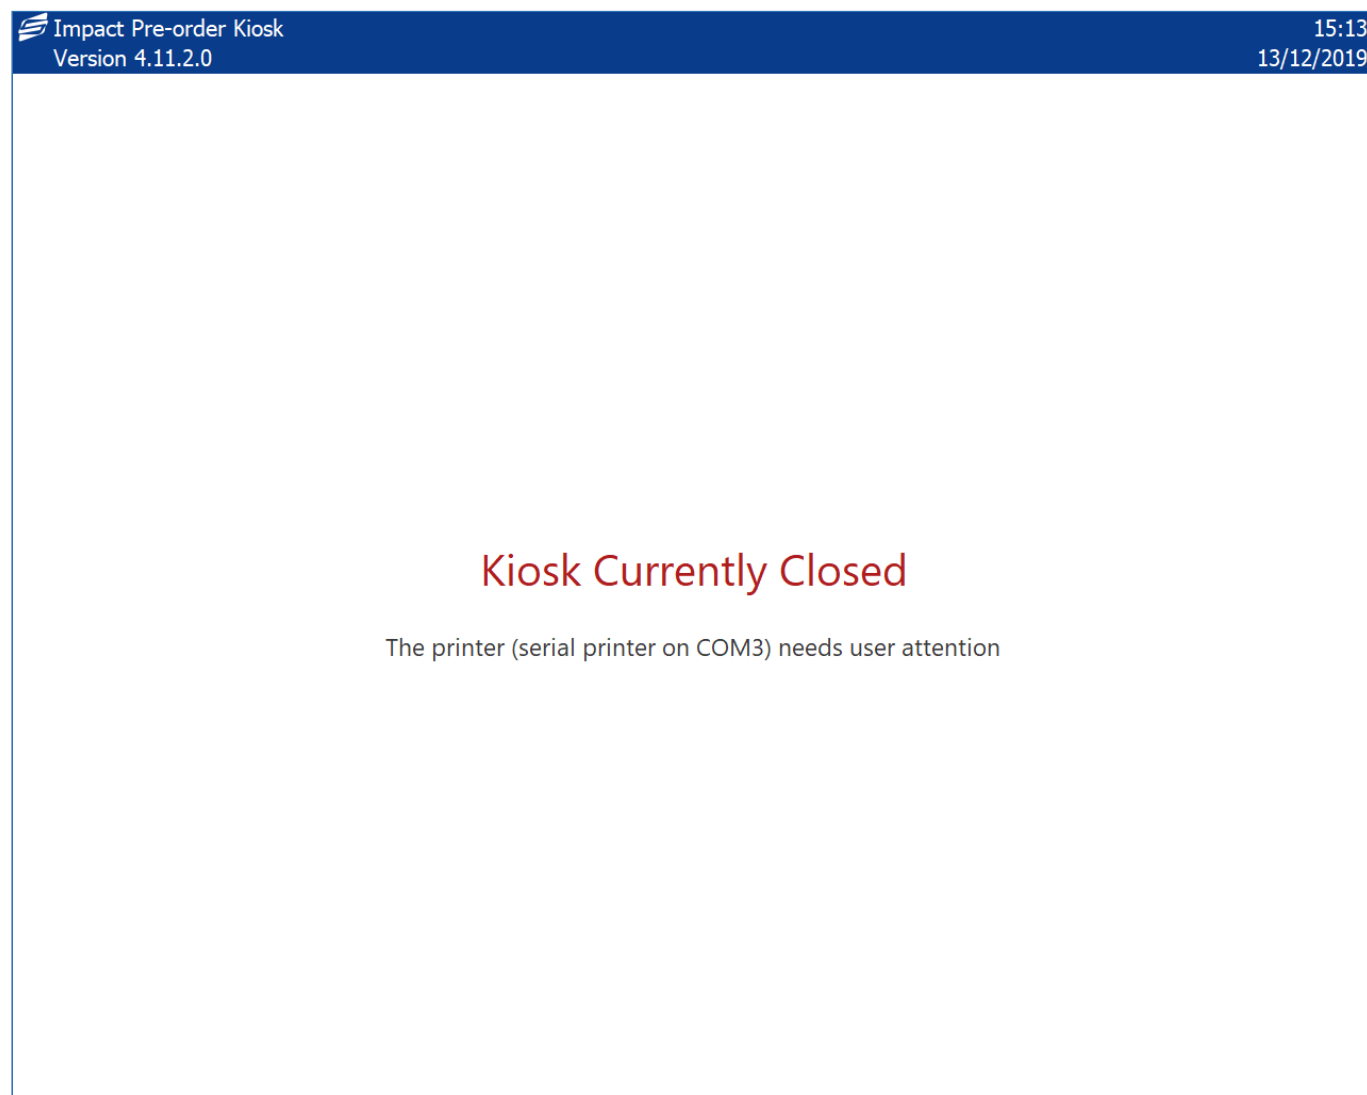 Impact Pre-order Kiosk
Version 4.11.2.0
15:13
13/12/2019
Kiosk Currently Closed
The printer (serial printer on COM3) needs user attention